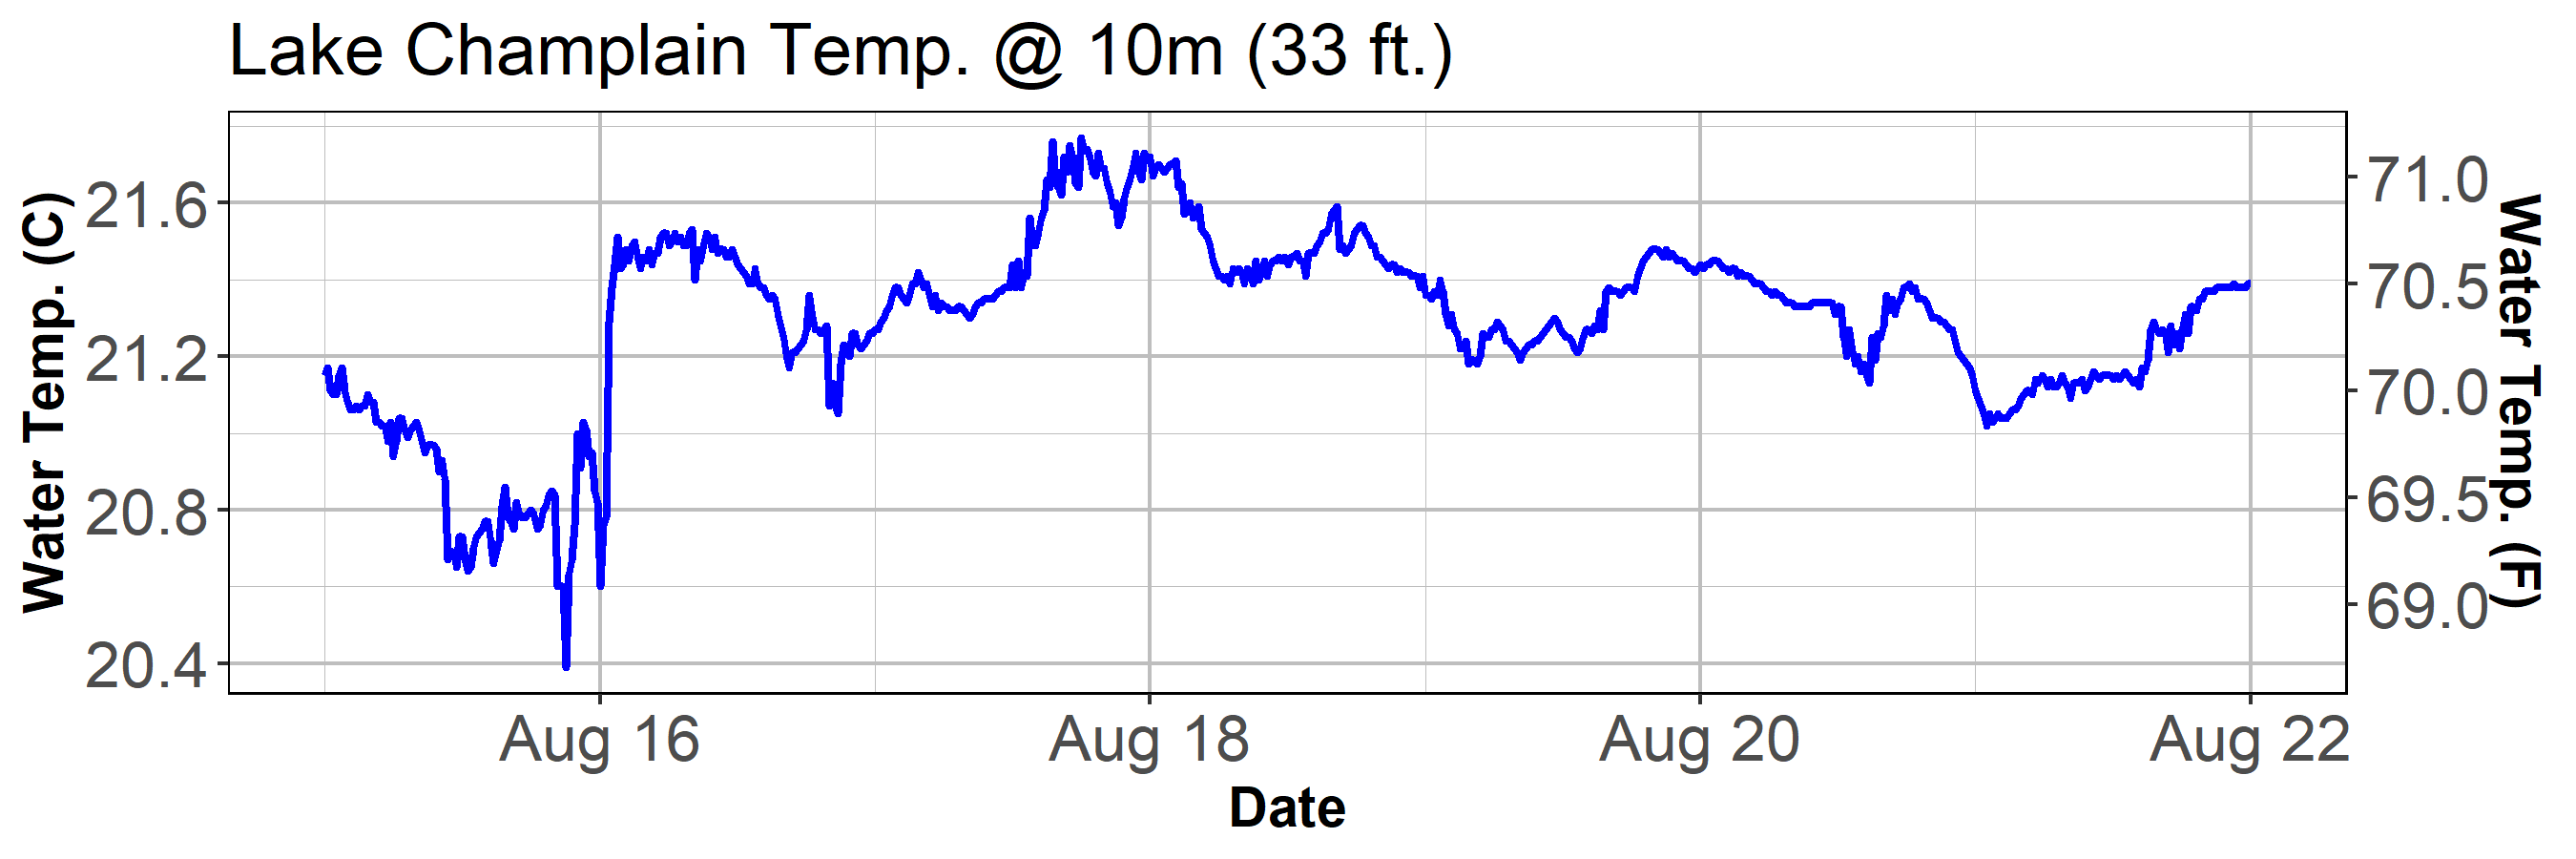 Lake Champlain Temp. @ 10m (33 ft.)
Water Temp. (C)
21.6
21.2
20.8
20.4
71.0
70.5
70.0
69.5
69.0
Water Temp. (F)
Aug 16
Aug 18
Aug 20
Aug 22
Date